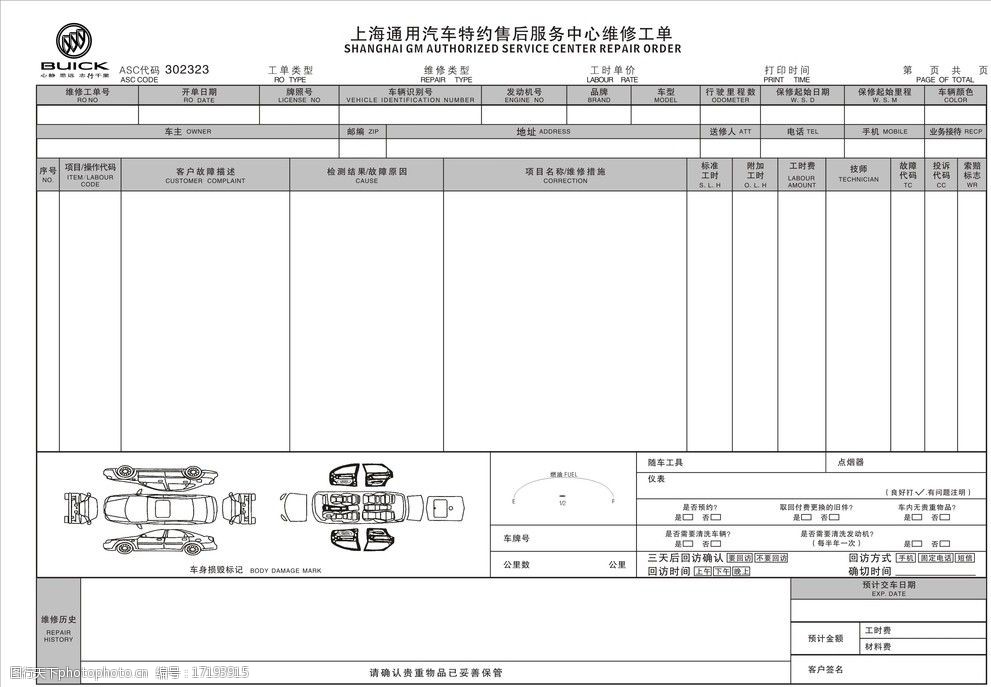 上海通用汽车特约售后服务中心维修工单
SHANGHAI GM AUTHORIZED SERVICE CENTER REPAIR ORDER
BUICK
心静 思远 志行千里
ASC代码 302323 工单类型 维修类型 工时单价 打印时间 第 页 共 页
ASC CODE RO TYPE REPAIR TYPE LABOUR RATE PRINT TIME PAGE OF TOTAL
维修工单号 开单日期 牌照号 车辆识别号 发动机号 品牌 车型 行驶里程数 保修起始日期 保修起始里程 车辆颜色
RO NO RO DATE LICENSE NO VEHICLE IDENTIFICATION NUMBER ENGINE NO BRAND MODEL ODOMETER W. S. D W. S. M COLOR
车主 OWNER 邮编 ZIP 地址 ADDRESS 送修人 ATT 电话 TEL 手机 MOBILE 业务接待 RECP
序号 NO. 项目/操作代码 ITEM LABOUR CODE 客户故障描述 CUSTOMER COMPLAINT 检测结果/故障原因 CAUSE 项目名称/维修措施 CORRECTION 标准工时 S. L. H 附加工时 O. L. H 工时费 LABOUR AMOUNT 技师 TECHNICIAN 故障代码 TC 投诉代码 CC 索赔标志 WR
车身损毁标记 BODY DAMAGE MARK
燃油 FUEL
E 1/2 F
车牌号
公里数 公里
随车工具 点烟器
仪表
(良好打✓,有问题注明)
是否预约? 取回付费更换的旧件? 车内无贵重物品?
是□ 否□ 是□ 否□ 是□ 否□
是否需要清洗车辆? 是否需要清洗发动机?
是□ 否□ (每半年一次) 是□ 否□
三天后回访确认 要回访 不要回访 回访方式 手机 固定电话 短信
回访时间 上午 下午 晚上 确切时间
维修历史
REPAIR
HISTORY
预计交车日期
EXP. DATE
预计金额 工时费
材料费
请确认贵重物品已妥善保管 客户签名
图行天下photophoto.cn 编号：17193915